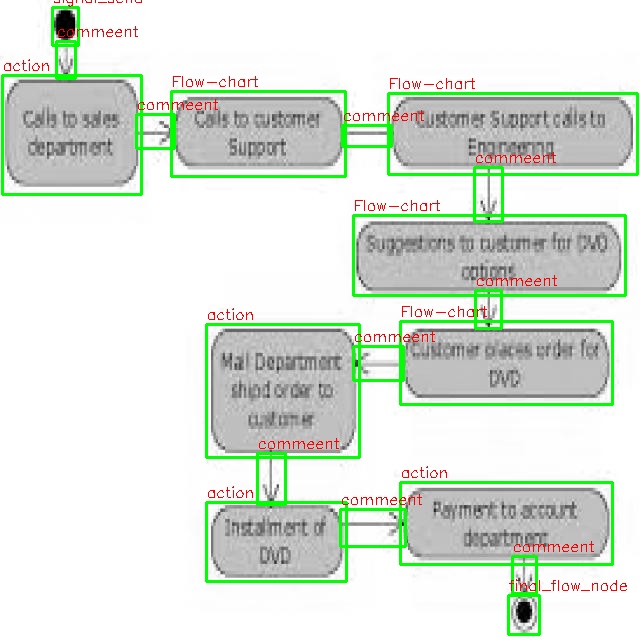 signal_send
commeent
action
Calls to sales
department
commeent
Flow-chart
Calls to customer
Support
commeent
Flow-chart
Customer Support calls to
Engineering
commeent
Flow-chart
Suggestions to customer for DVD
options
commeent
Flow-chart
Customer places order for
DVD
commeent
action
Mail Department
shipd order to
customer
commeent
action
Installment of
DVD
commeent
action
Payment to account
department
commeent
final_flow_node